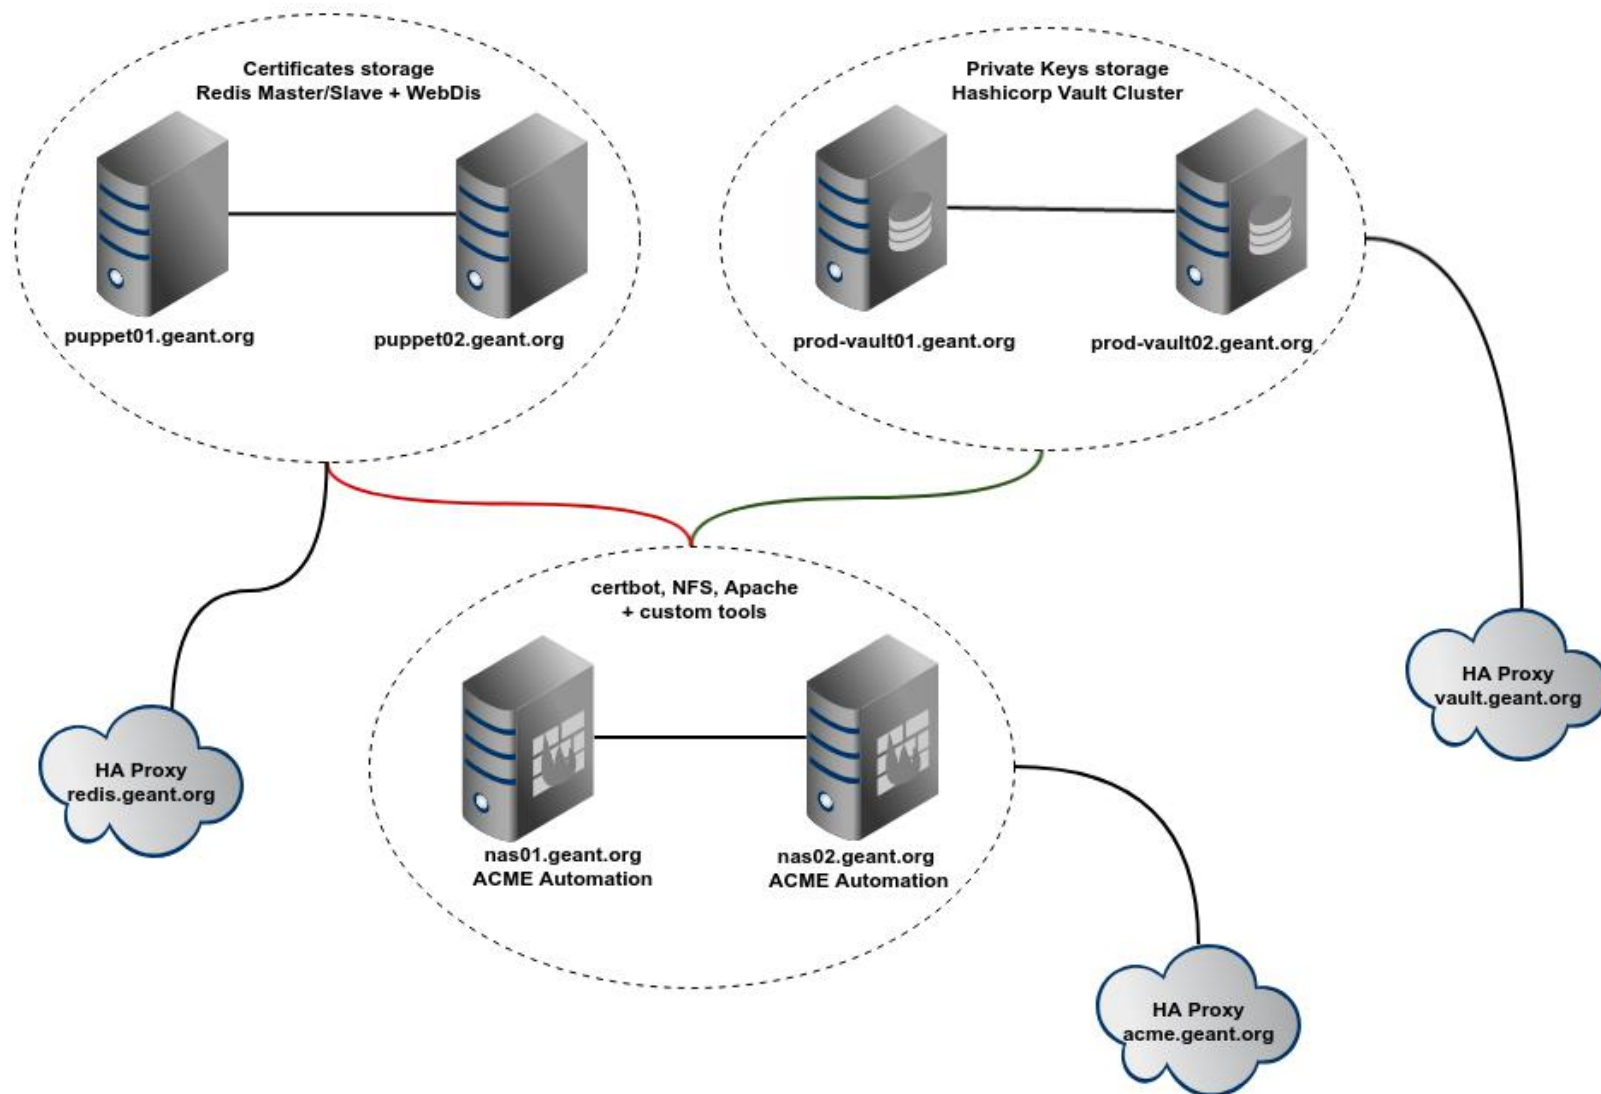 Certificates storage
Redis Master/Slave + WebDis
puppet01.geant.org
puppet02.geant.org
Private Keys storage
Hashicorp Vault Cluster
prod-vault01.geant.org
prod-vault02.geant.org
certbot, NFS, Apache
+ custom tools
nas01.geant.org
ACME Automation
nas02.geant.org
ACME Automation
HA Proxy
redis.geant.org
HA Proxy
vault.geant.org
HA Proxy
acme.geant.org